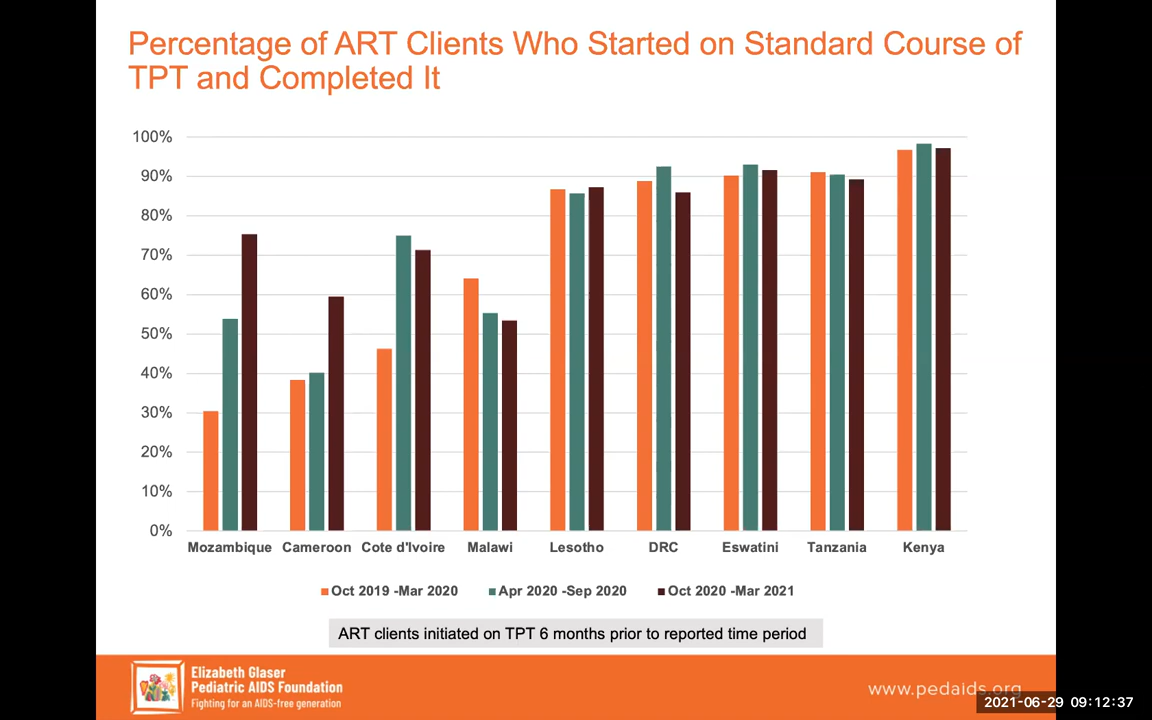 Percentage of ART Clients Who Started on Standard Course of
TPT and Completed It
100%
90%
80%
70%
60%
50%
40%
30%
20%
10%
0%
Mozambique Cameroon Cote d'Ivoire Malawi Lesotho DRC Eswatini Tanzania Kenya
Oct 2019 -Mar 2020 Apr 2020 -Sep 2020 Oct 2020 -Mar 2021
ART clients initiated on TPT 6 months prior to reported time period
Elizabeth Glaser
Pediatric AIDS Foundation
Fighting for an AIDS-free generation
www.pedaids.org
2021-06-29 09:12:37